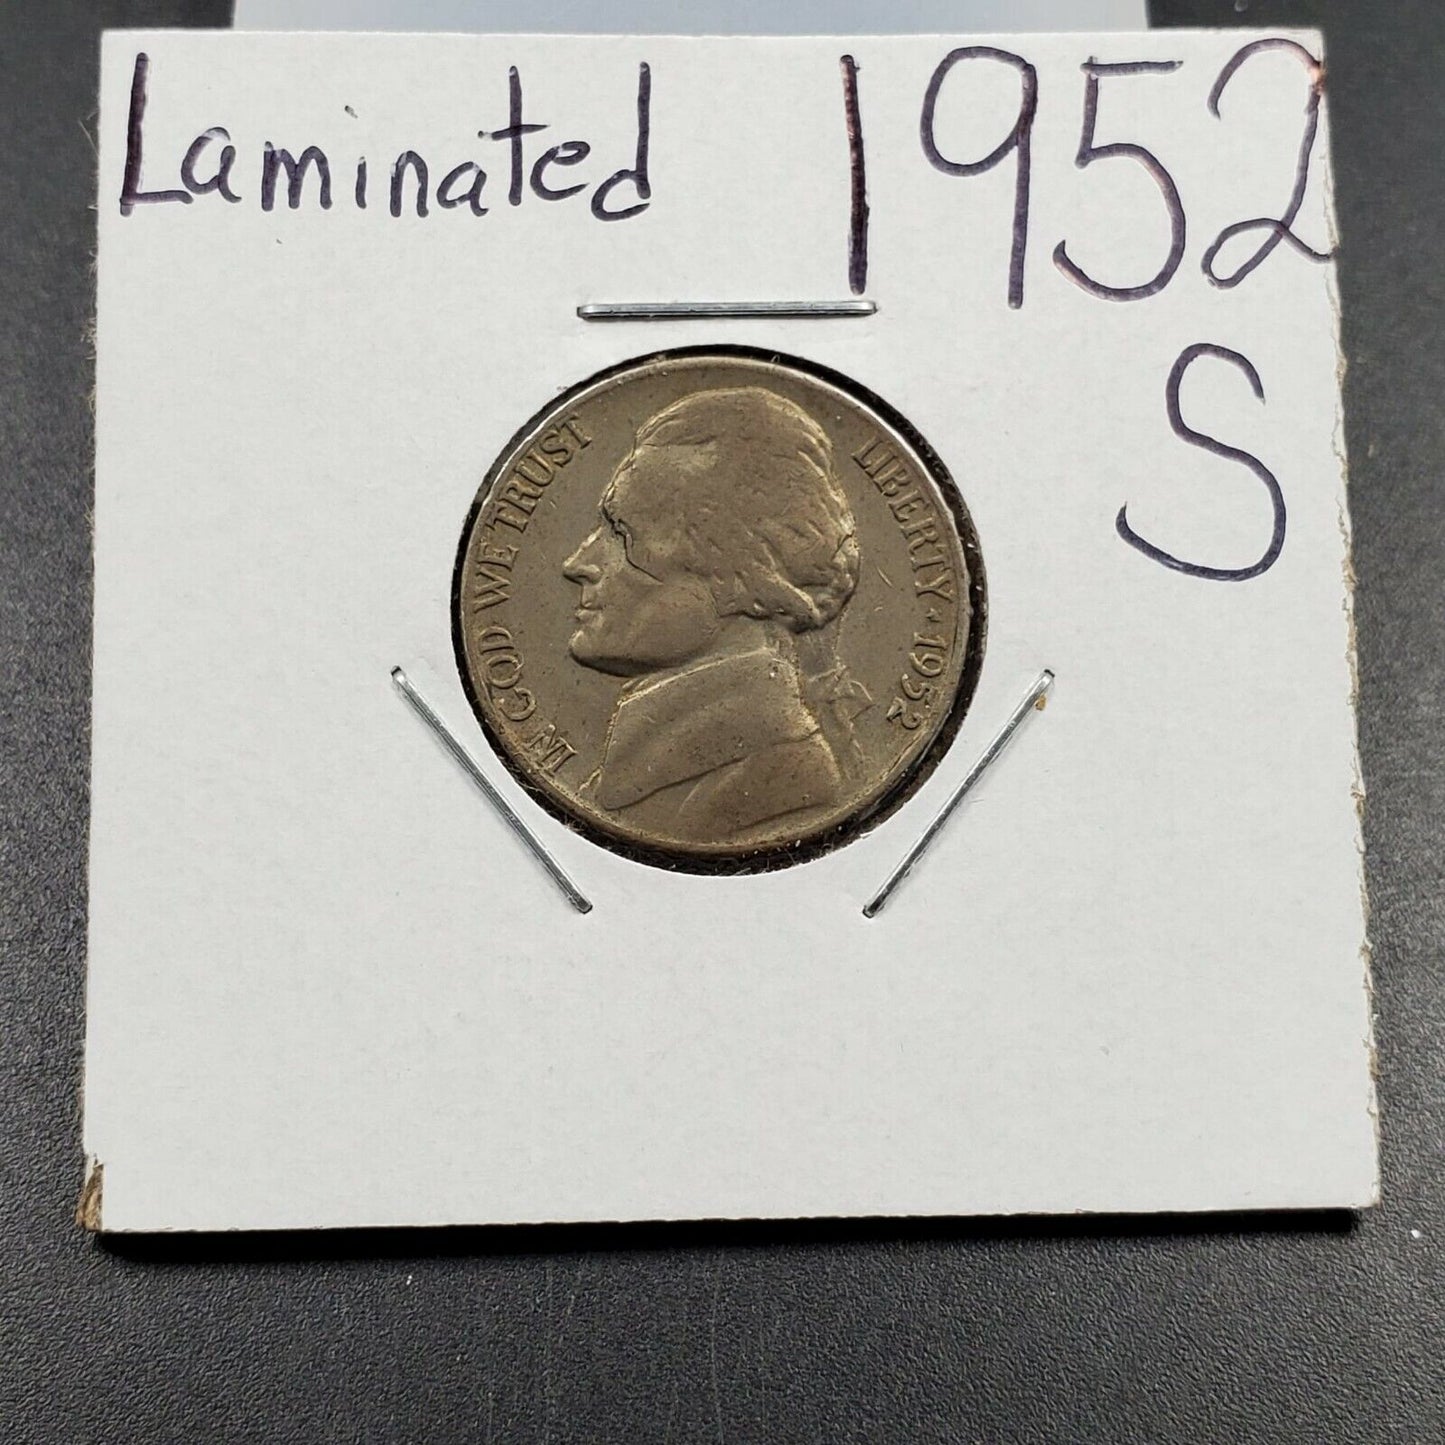 Laminated 1952
S
IN GOD WE TRUST
LIBERTY ★ 1952